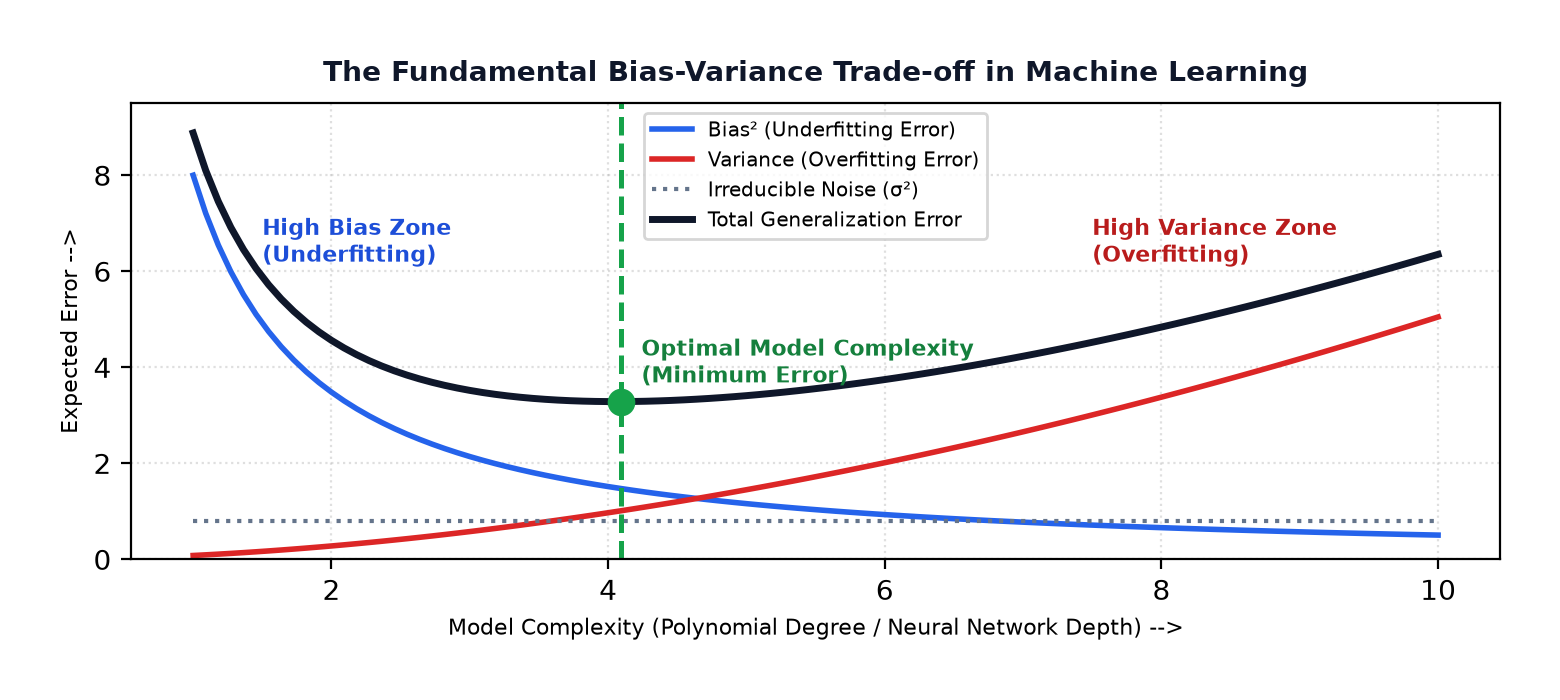 The Fundamental Bias-Variance Trade-off in Machine Learning
Bias² (Underfitting Error)
Variance (Overfitting Error)
Irreducible Noise (σ²)
Total Generalization Error
High Bias Zone
(Underfitting)
High Variance Zone
(Overfitting)
Optimal Model Complexity
(Minimum Error)
Expected Error -->
8
6
4
2
0
2
4
6
8
10
Model Complexity (Polynomial Degree / Neural Network Depth) -->